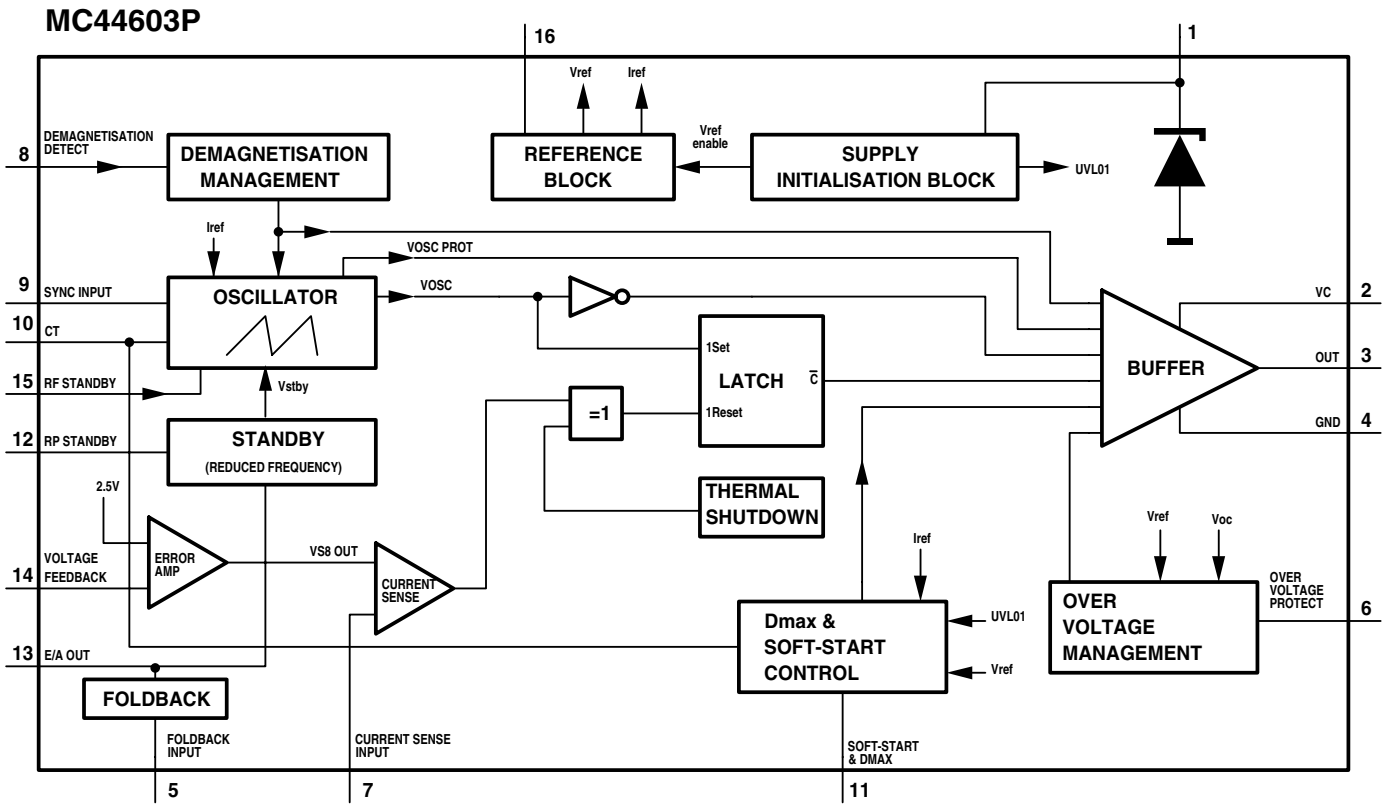 MC44603P
16
1
Vref
Iref
8
DEMAGNETISATION
DETECT
DEMAGNETISATION
MANAGEMENT
REFERENCE
BLOCK
Vref
enable
SUPPLY
INITIALISATION BLOCK
UVL01
Iref
VOSC PROT
9
SYNC INPUT
OSCILLATOR
VOSC
VC
2
10
CT
1Set
LATCH
C̅
1Reset
BUFFER
OUT
3
15
RF STANDBY
Vstby
=1
12
RP STANDBY
STANDBY
(REDUCED FREQUENCY)
GND
4
2.5V
THERMAL
SHUTDOWN
ERROR
AMP
VS8 OUT
CURRENT
SENSE
14
VOLTAGE
FEEDBACK
Iref
Vref
Voc
OVER
VOLTAGE
MANAGEMENT
OVER
VOLTAGE
PROTECT
6
Dmax &
SOFT-START
CONTROL
UVL01
Vref
13
E/A OUT
FOLDBACK
FOLDBACK
INPUT
5
CURRENT SENSE
INPUT
7
SOFT-START
& DMAX
11